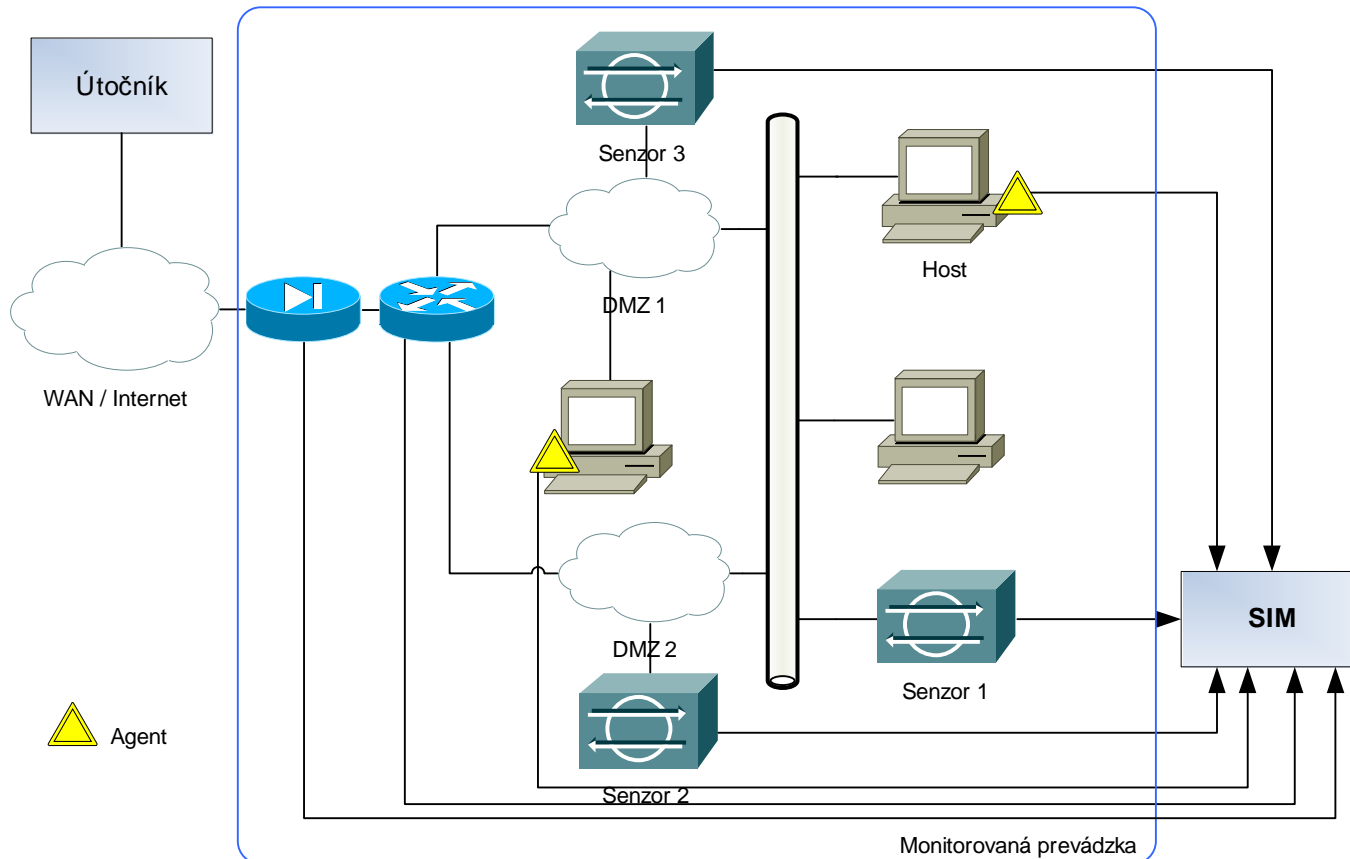 Útočník
Senzor 3
Host
DMZ 1
WAN / Internet
SIM
DMZ 2
Senzor 1
Agent
Senzor 2
Monitorovaná prevádzka